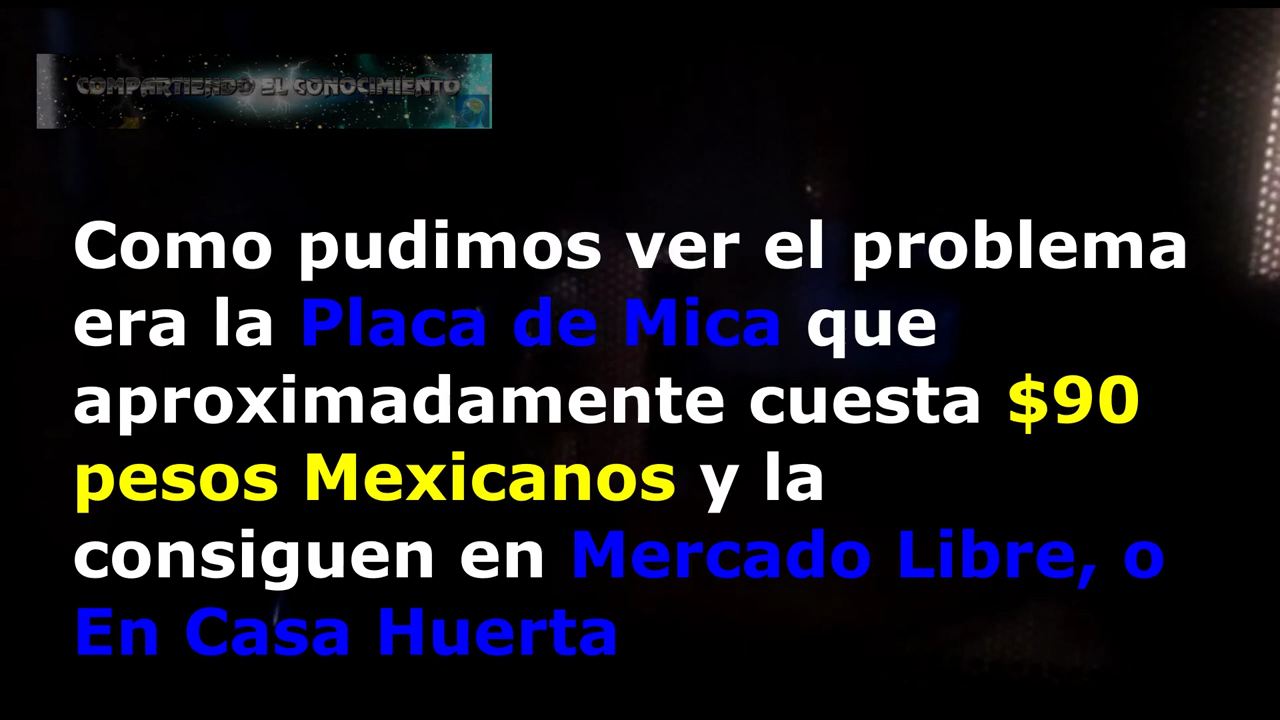 COMPARTIENDO EL CONOCIMIENTO
Como pudimos ver el problema
era la Placa de Mica que
aproximadamente cuesta $90
pesos Mexicanos y la
consiguen en Mercado Libre, o
En Casa Huerta